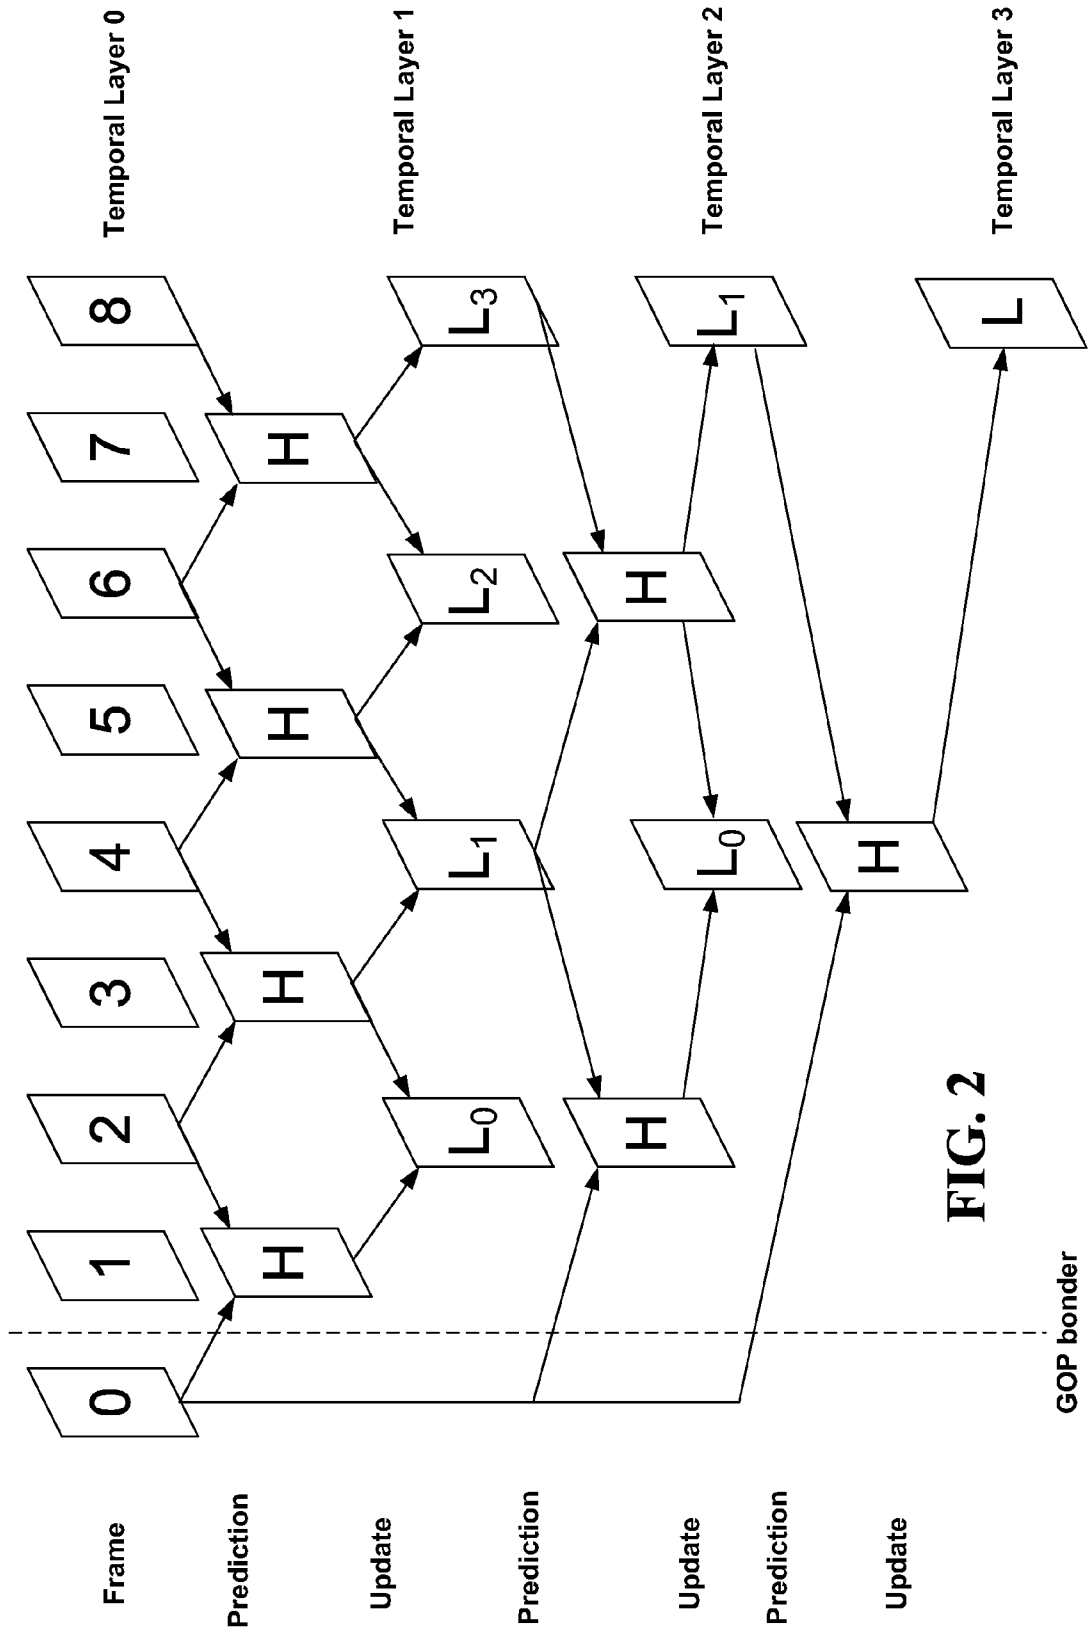 Frame
0
1
2
3
4
5
6
7
8
Temporal Layer 0
Prediction
H
H
H
H
Update
L0
L1
L2
L3
Temporal Layer 1
Prediction
H
H
Update
L0
L1
Temporal Layer 2
Prediction
H
Update
L
Temporal Layer 3
GOP bonder
FIG. 2